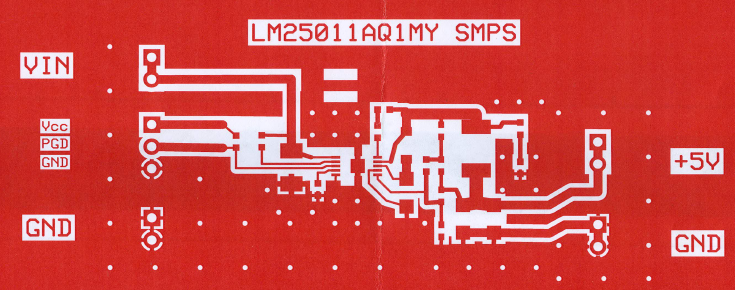 LM25011AQ1MY SMPS
VIN
Vcc
PGD
GND
+5V
GND
GND